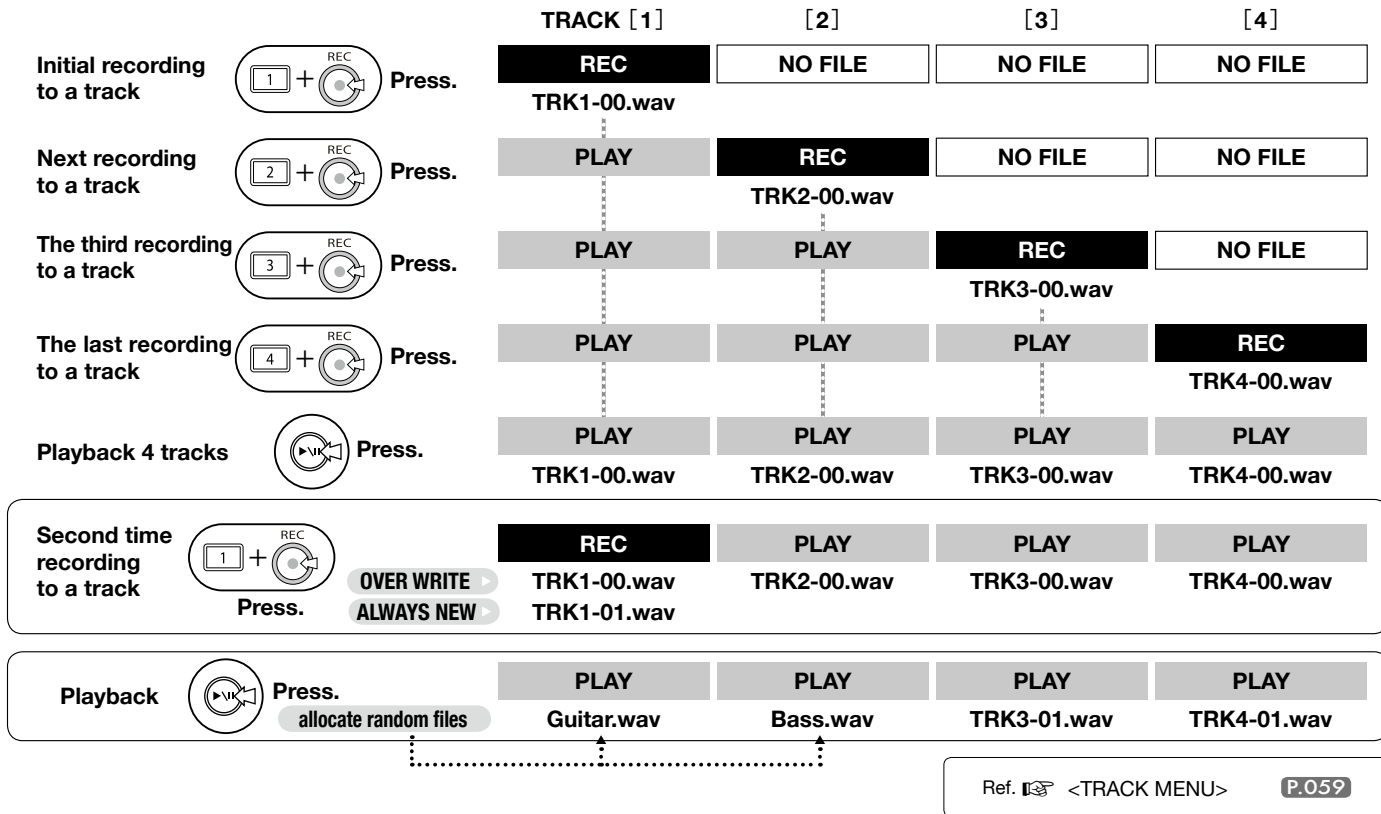 TRACK［1］ ［2］ ［3］ ［4］
Initial recording
to a track
1 + REC Press.
REC NO FILE NO FILE NO FILE
TRK1-00.wav
Next recording
to a track
2 + REC Press.
PLAY REC NO FILE NO FILE
TRK2-00.wav
The third recording
to a track
3 + REC Press.
PLAY PLAY REC NO FILE
TRK3-00.wav
The last recording
to a track
4 + REC Press.
PLAY PLAY PLAY REC
TRK4-00.wav
Playback 4 tracks Press.
PLAY PLAY PLAY PLAY
TRK1-00.wav TRK2-00.wav TRK3-00.wav TRK4-00.wav
Second time
recording
to a track
1 + REC
Press.
REC PLAY PLAY PLAY
OVER WRITE TRK1-00.wav TRK2-00.wav TRK3-00.wav TRK4-00.wav
ALWAYS NEW TRK1-01.wav
Playback Press.
PLAY PLAY PLAY PLAY
allocate random files Guitar.wav Bass.wav TRK3-01.wav TRK4-01.wav
Ref. ☞ <TRACK MENU> P.059